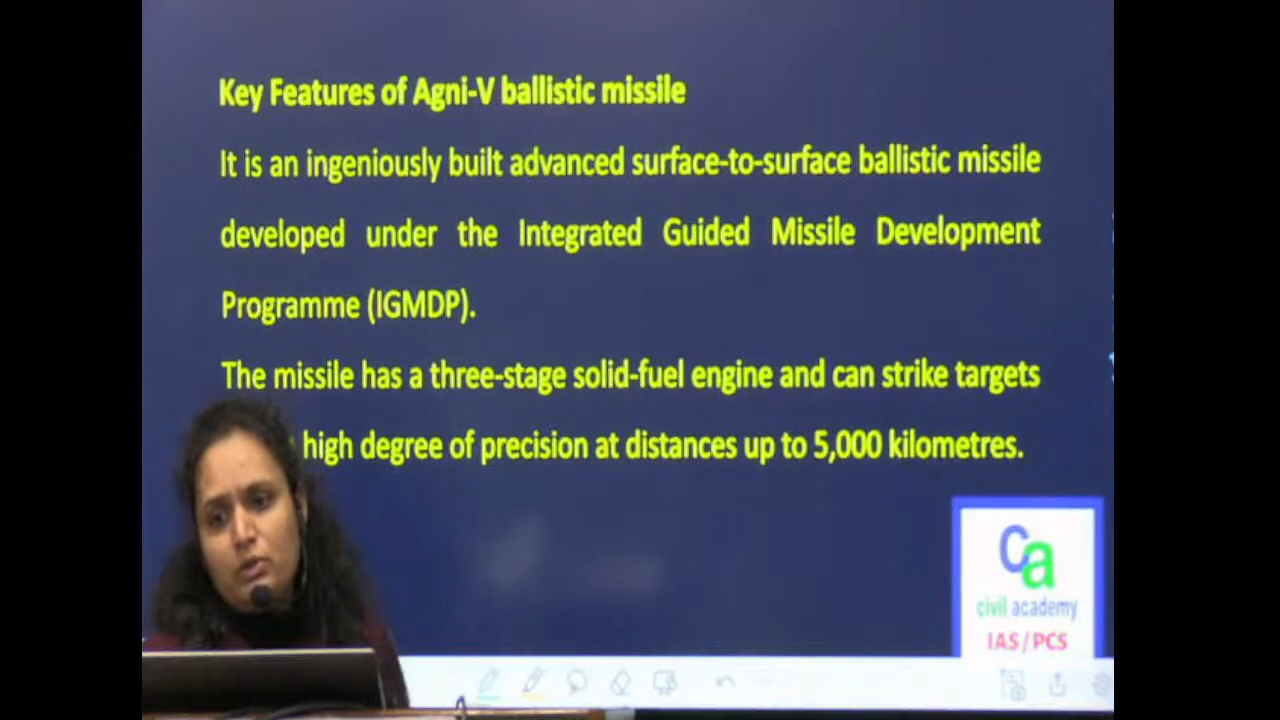 Key Features of Agni-V ballistic missile
It is an ingeniously built advanced surface-to-surface ballistic missile
developed under the Integrated Guided Missile Development
Programme (IGMDP).
The missile has a three-stage solid-fuel engine and can strike targets
high degree of precision at distances up to 5,000 kilometres.
ca
civil academy
IAS/PCS